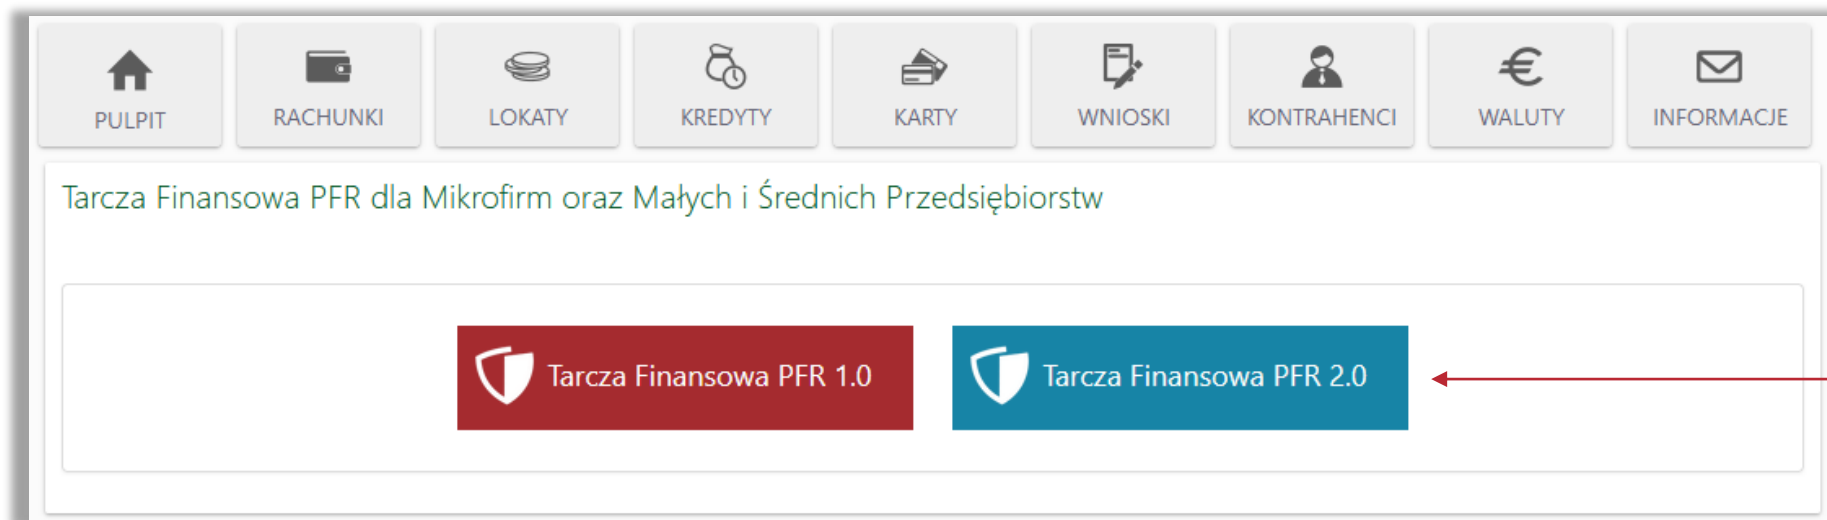 PULPIT RACHUNKI LOKATY KREDYTY KARTY WNIOSKI KONTRAHENCI WALUTY INFORMACJE
Tarcza Finansowa PFR dla Mikrofirm oraz Małych i Średnich Przedsiębiorstw
Tarcza Finansowa PFR 1.0 Tarcza Finansowa PFR 2.0